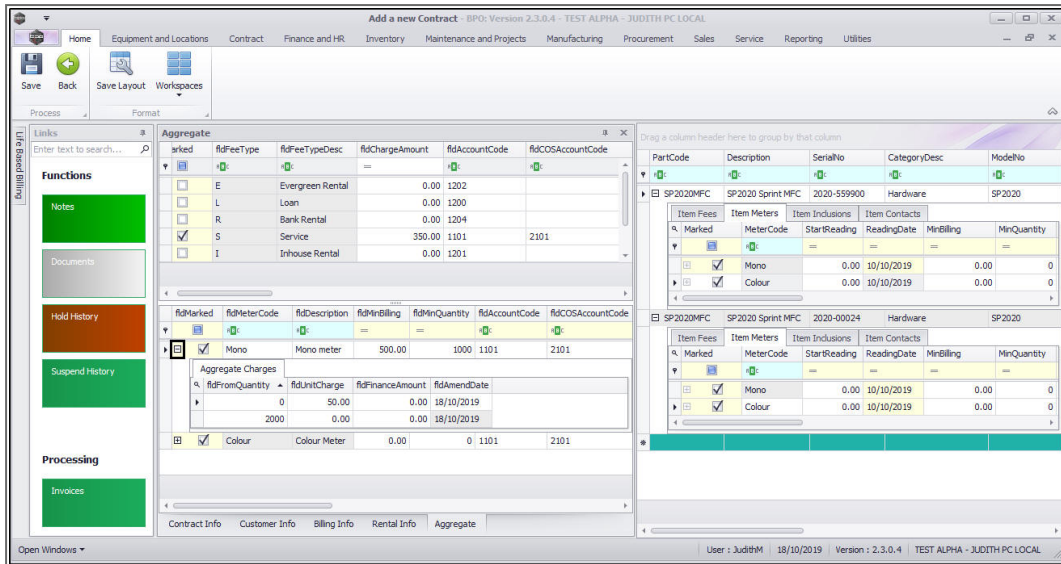 Add a new Contract - BPO: Version 2.3.0.4 - TEST ALPHA - JUDITH PC LOCAL
Home Equipment and Locations Contract Finance and HR Inventory Maintenance and Projects Manufacturing Procurement Sales Service Reporting Utilities
Save Back Save Layout Workspaces
Process Format
Life Based Billing
Links
Enter text to search...
Functions
Notes
Documents
Hold History
Suspend History
Processing
Invoices
Aggregate
arked fldFeeType fldFeeTypeDesc fldChargeAmount fldAccountCode fldCOSAccountCode
E Evergreen Rental 0.00 1202
L Loan 0.00 1200
R Bank Rental 0.00 1204
S Service 350.00 1101 2101
I Inhouse Rental 0.00 1201
fldMarked fldMeterCode fldDescription fldMinBilling fldMinQuantity fldAccountCode fldCOSAccountCode
Mono Mono meter 500.00 1000 1101 2101
Aggregate Charges
fldFromQuantity fldUnitCharge fldFinanceAmount fldAmendDate
0 50.00 0.00 18/10/2019
2000 0.00 0.00 18/10/2019
Colour Colour Meter 0.00 0 1101 2101
Contract Info Customer Info Billing Info Rental Info Aggregate
Drag a column header here to group by that column
PartCode Description SerialNo CategoryDesc ModelNo
SP2020MFC SP2020 Sprint MFC 2020-559900 Hardware SP2020
Item Fees Item Meters Item Inclusions Item Contacts
Marked MeterCode StartReading ReadingDate MinBilling MinQuantity
Mono 0.00 10/10/2019 0.00 0
Colour 0.00 10/10/2019 0.00 0
SP2020MFC SP2020 Sprint MFC 2020-00024 Hardware SP2020
Item Fees Item Meters Item Inclusions Item Contacts
Marked MeterCode StartReading ReadingDate MinBilling MinQuantity
Mono 0.00 10/10/2019 0.00 0
Colour 0.00 10/10/2019 0.00 0
Open Windows User : JudithM 18/10/2019 Version : 2.3.0.4 TEST ALPHA - JUDITH PC LOCAL